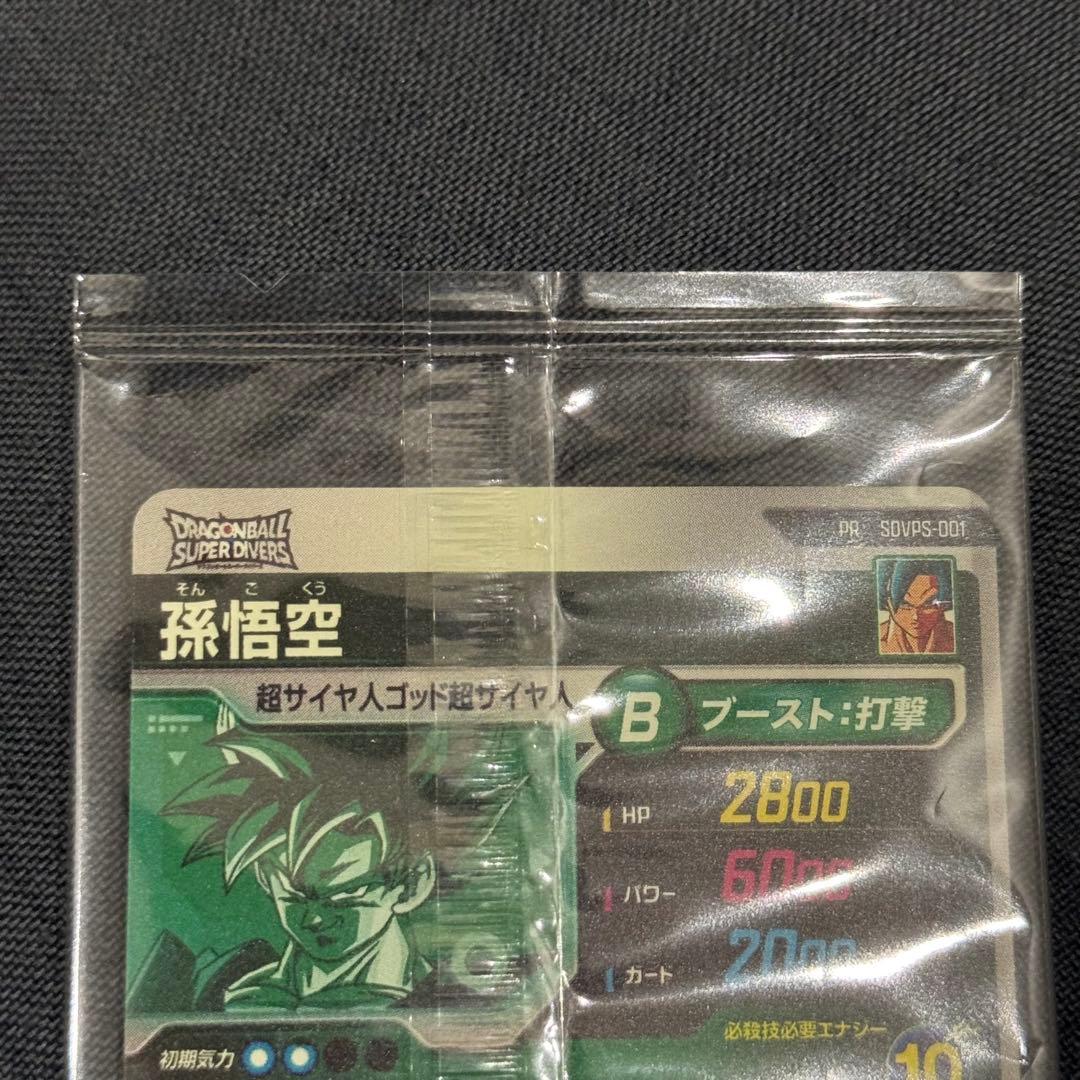 DRAGONBALL
SUPER DIVERS
PR SDVPS-001
そん ご くう
孫悟空
超サイヤ人ゴッド超サイヤ人
B ブースト:打撃
HP 2800
パワー 6000
ガード 2000
必殺技必要エナジー
10
初期気力